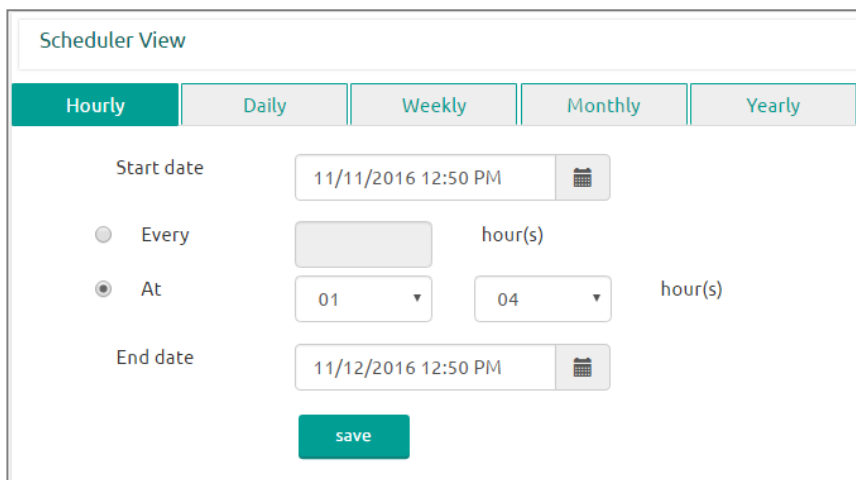 Scheduler View
Hourly Daily Weekly Monthly Yearly
Start date 11/11/2016 12:50 PM
Every hour(s)
At 01 04 hour(s)
End date 11/12/2016 12:50 PM
save